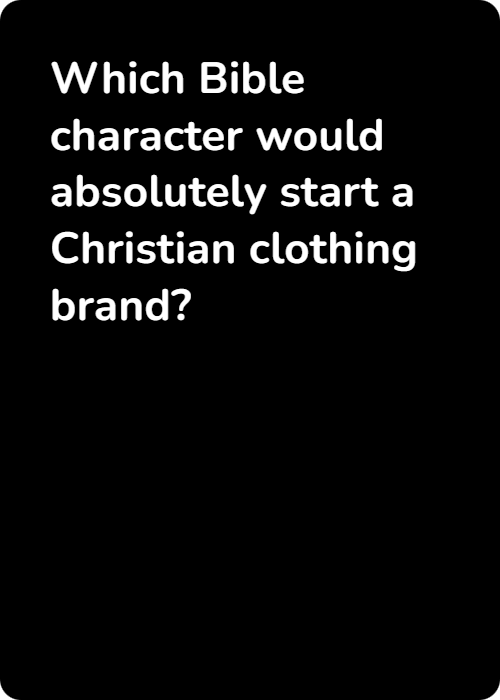 Which Bible
character would
absolutely start a
Christian clothing
brand?